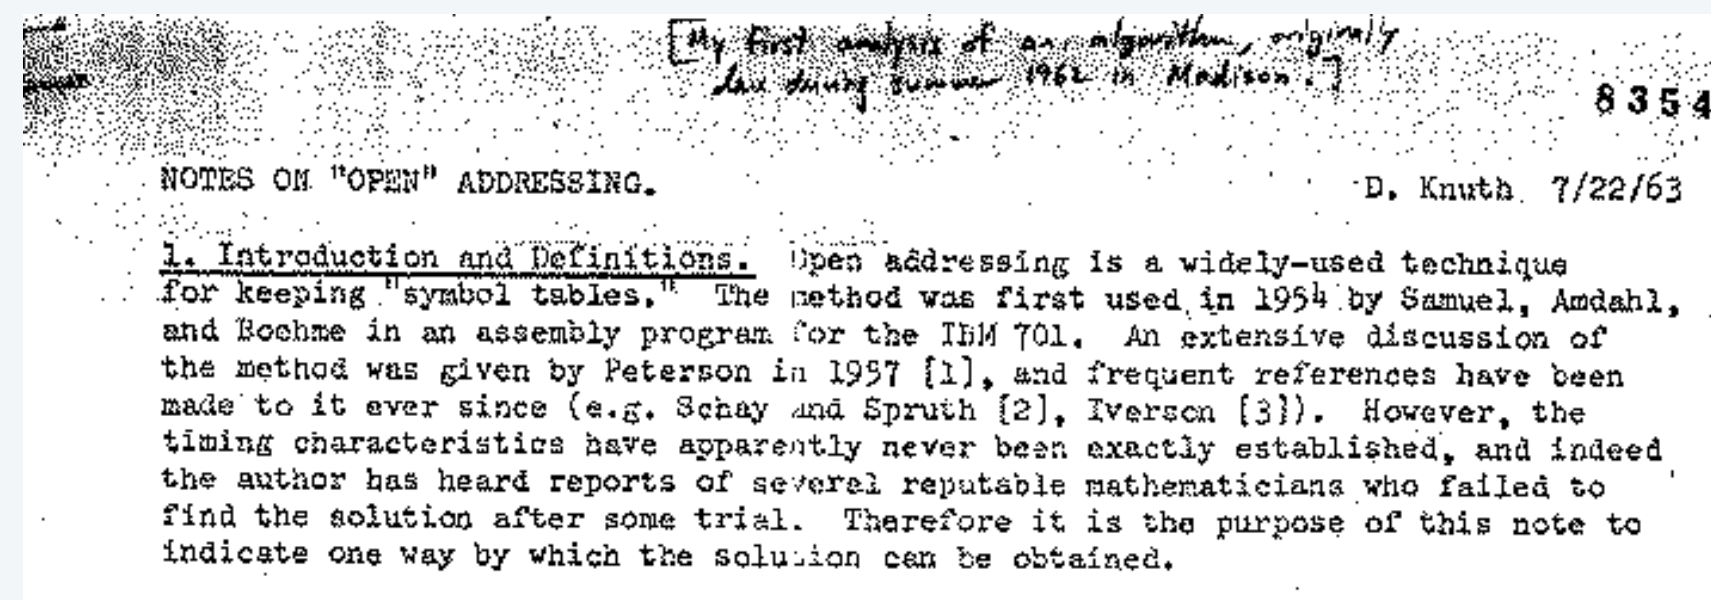 [My first analysis of an algorithm, originally
done during summer 1962 in Madison.]
8354
NOTES ON "OPEN" ADDRESSING.
D. Knuth 7/22/63
1. Introduction and Definitions. Open addressing is a widely-used technique
for keeping "symbol tables." The method was first used in 1954 by Samuel, Amdahl,
and Boehme in an assembly program for the IBM 701. An extensive discussion of
the method was given by Peterson in 1957 [1], and frequent references have been
made to it ever since (e.g. Schay and Spruth [2], Iverson [3]). However, the
timing characteristics have apparently never been exactly established, and indeed
the author has heard reports of several reputable mathematicians who failed to
find the solution after some trial. Therefore it is the purpose of this note to
indicate one way by which the solution can be obtained.